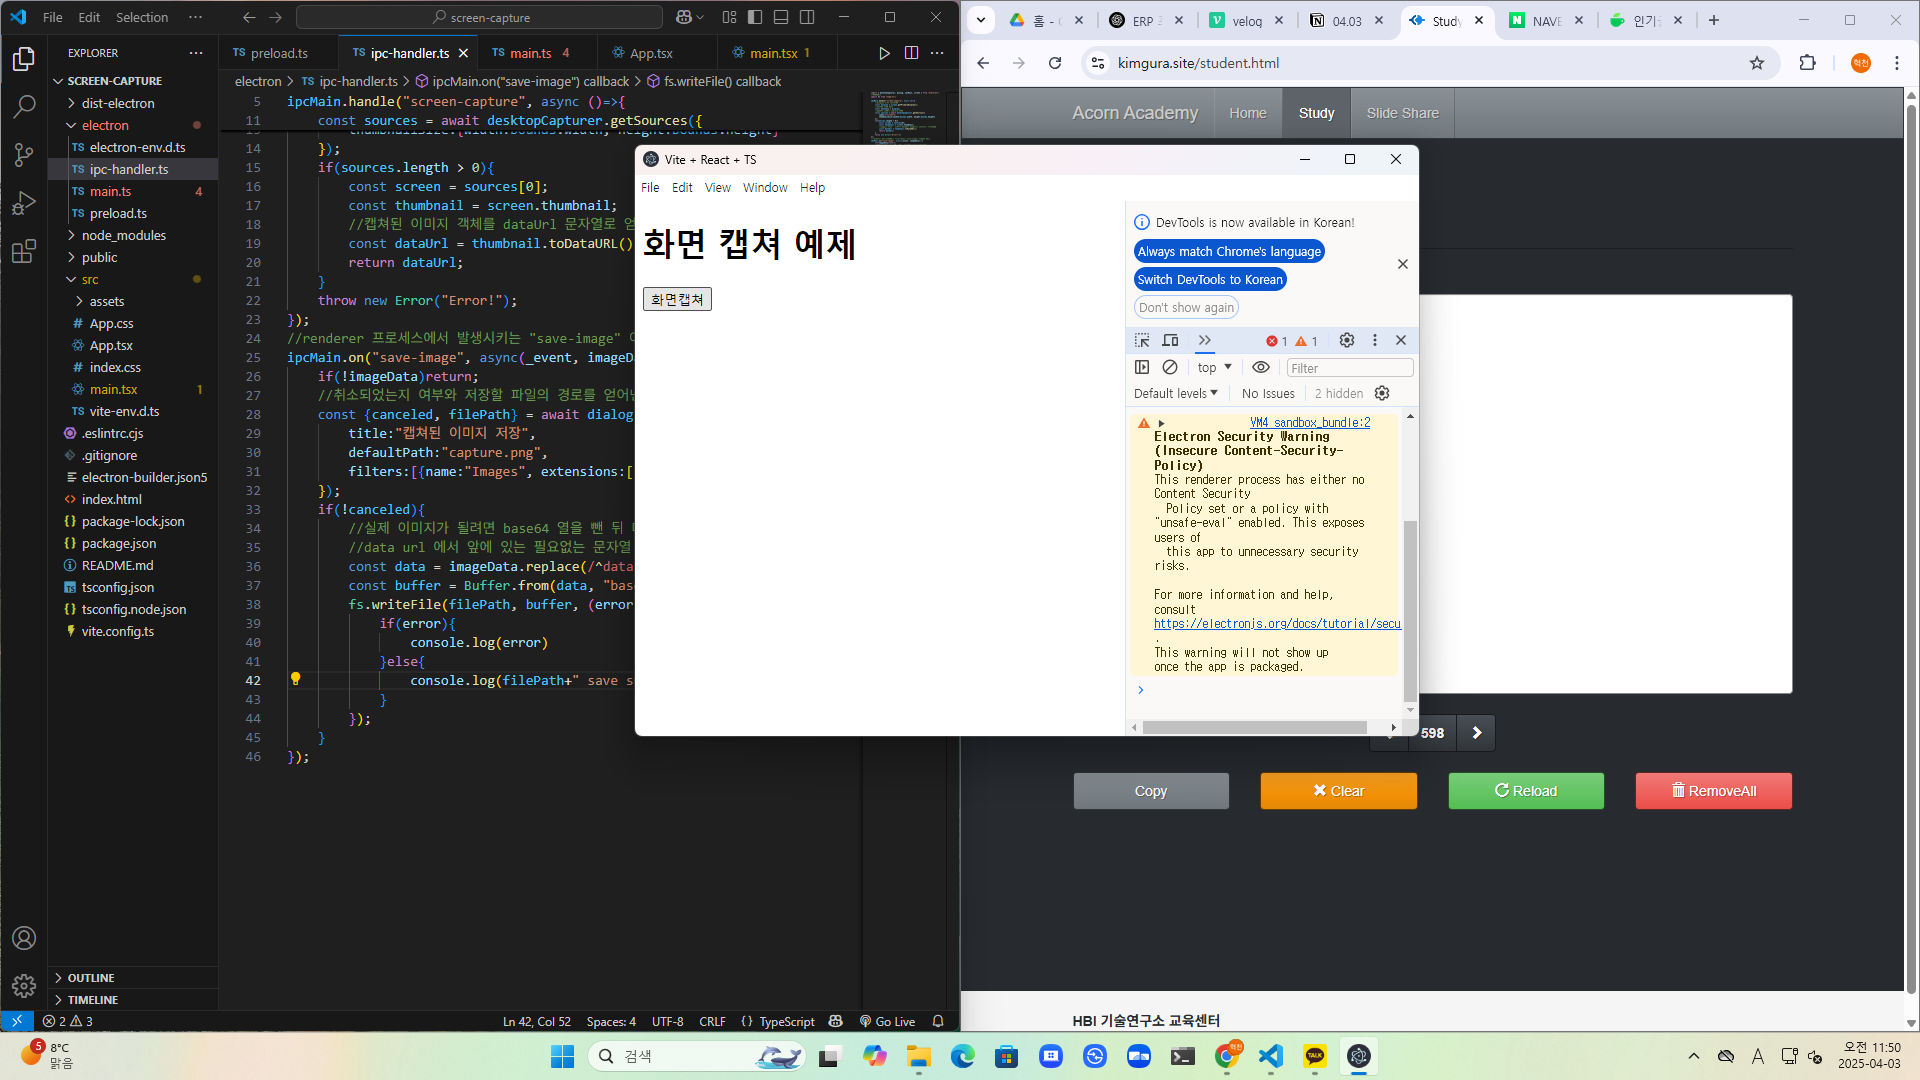 File Edit Selection ··· screen-capture
EXPLORER
SCREEN-CAPTURE
dist-electron
electron
TS electron-env.d.ts
TS ipc-handler.ts
TS main.ts 4
TS preload.ts
node_modules
public
src
assets
# App.css
App.tsx
# index.css
main.tsx 1
TS vite-env.d.ts
.eslintrc.cjs
.gitignore
electron-builder.json5
<> index.html
{} package-lock.json
{} package.json
README.md
tsconfig.json
{} tsconfig.node.json
vite.config.ts
OUTLINE
TIMELINE
TS preload.ts TS ipc-handler.ts TS main.ts 4 App.tsx main.tsx 1
electron > TS ipc-handler.ts > ipcMain.on("save-image") callback > fs.writeFile() callback
5 ipcMain.handle("screen-capture", async ()=>{
11 const sources = await desktopCapturer.getSources({
14 });
15 if(sources.length > 0){
16 const screen = sources[0];
17 const thumbnail = screen.thumbnail;
18 //캡쳐된 이미지 객체를 dataUrl 문자열로
19 const dataUrl = thumbnail.toDataURL()
20 return dataUrl;
21 }
22 throw new Error("Error!");
23 });
24 //renderer 프로세스에서 발생시키는 "save-image"
25 ipcMain.on("save-image", async(_event, imageDa
26 if(!imageData)return;
27 //취소되었는지 여부와 저장할 파일의 경로를
28 const {canceled, filePath} = await dialog
29 title:"캡쳐된 이미지 저장",
30 defaultPath:"capture.png",
31 filters:[{name:"Images", extensions:[
32 });
33 if(!canceled){
34 //실제 이미지가 될려면 base64 열을 뺀 뒤
35 //data url 에서 앞에 있는 필요없는 문자열
36 const data = imageData.replace(/^data
37 const buffer = Buffer.from(data, "bas
38 fs.writeFile(filePath, buffer, (error
39 if(error){
40 console.log(error)
41 }else{
42 console.log(filePath+" save s
43 }
44 });
45 }
46 });
2 3 Ln 42, Col 52 Spaces: 4 UTF-8 CRLF {} TypeScript Go Live
Vite + React + TS
File Edit View Window Help
화면 캡쳐 예제
화면캡쳐
DevTools is now available in Korean!
Always match Chrome's language
Switch DevTools to Korean
Don't show again
1 1
top Filter
Default levels No Issues 2 hidden
VM4 sandbox_bundle:2
Electron Security Warning
(Insecure Content-Security-
Policy)
This renderer process has either no
Content Security
Policy set or a policy with
"unsafe-eval" enabled. This exposes
users of
this app to unnecessary security
risks.
For more information and help,
consult
https://electronjs.org/docs/tutorial/secu
.
This warning will not show up
once the app is packaged.
홈 - ERP velog 04.03 Study NAVE 인기
kimgura.site/student.html 혁천
Acorn Academy Home Study Slide Share
598
Copy Clear Reload RemoveAll
HBI 기술연구소 교육센터
5 8°C
맑음
검색
TALK
A
오전 11:50
2025-04-03